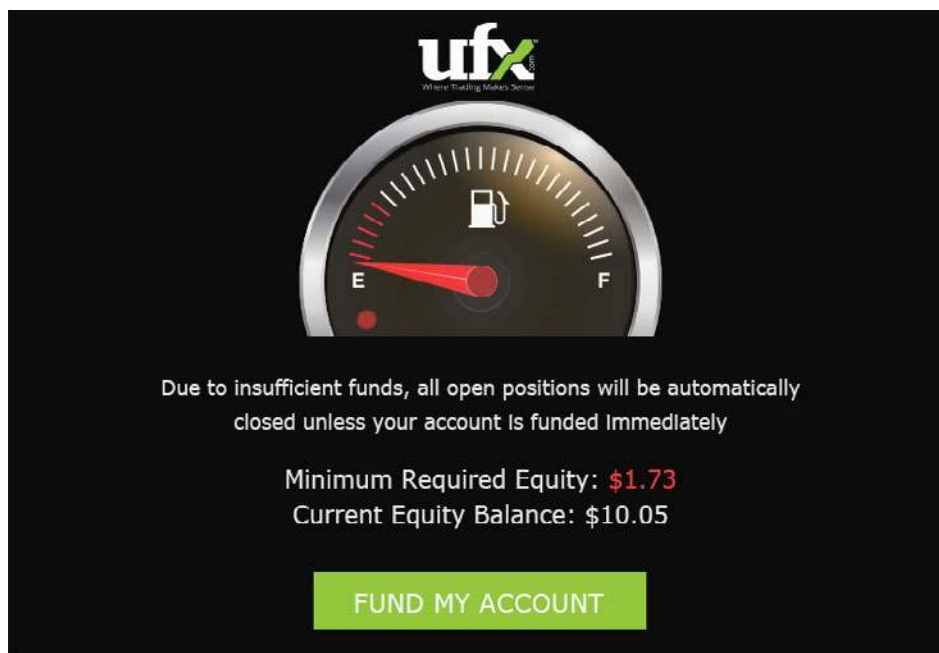 ufx
.com
Where Trading Makes Sense
E
F
Due to insufficient funds, all open positions will be automatically
closed unless your account is funded immediately
Minimum Required Equity: $1.73
Current Equity Balance: $10.05
FUND MY ACCOUNT